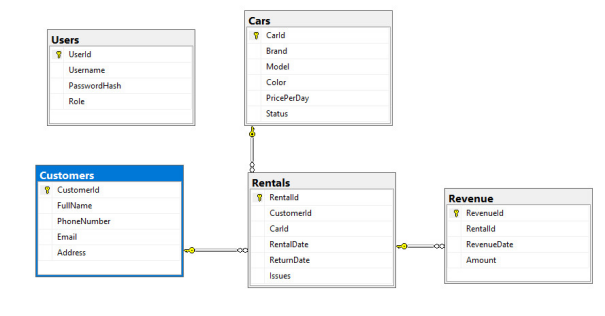 Users
UserId
Username
PasswordHash
Role
Cars
CarId
Brand
Model
Color
PricePerDay
Status
Customers
CustomerId
FullName
PhoneNumber
Email
Address
Rentals
RentalId
CustomerId
CarId
RentalDate
ReturnDate
Issues
Revenue
RevenueId
RentalId
RevenueDate
Amount